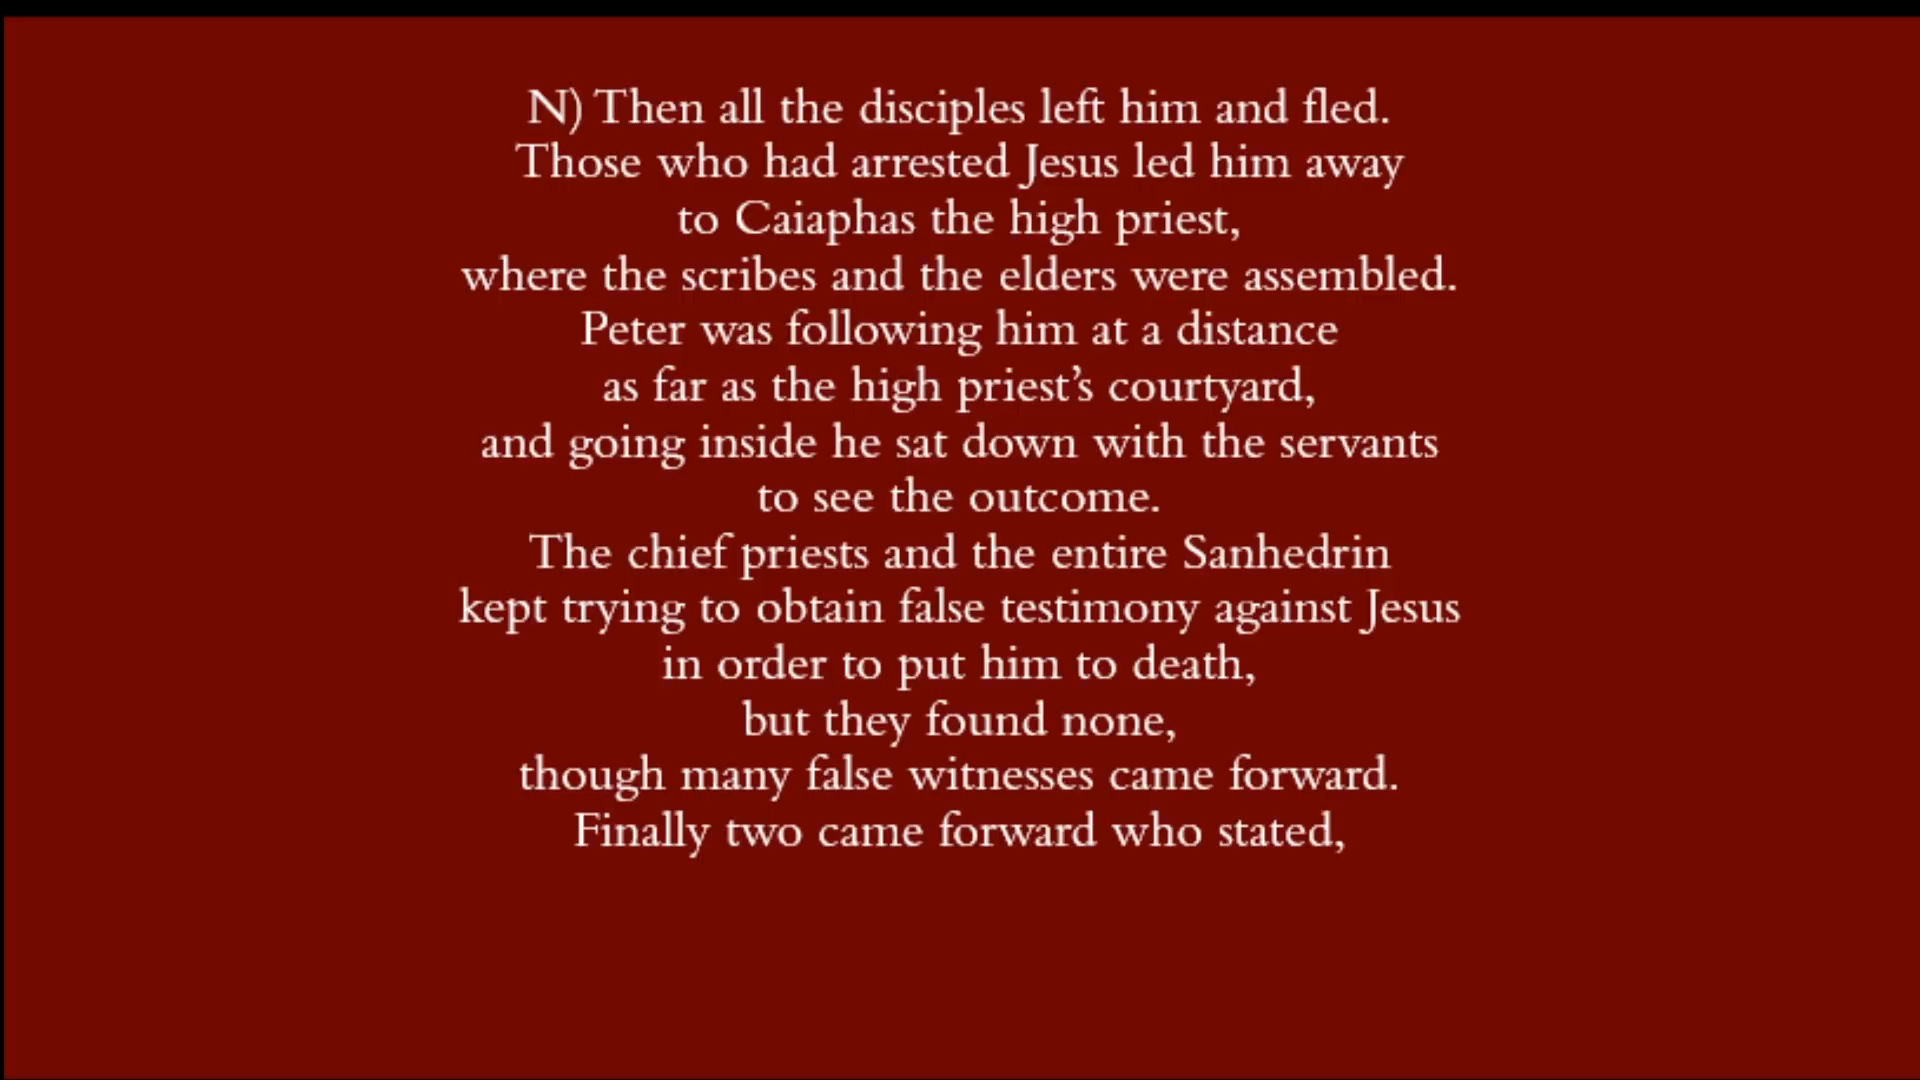 N) Then all the disciples left him and fled.
Those who had arrested Jesus led him away
to Caiaphas the high priest,
where the scribes and the elders were assembled.
Peter was following him at a distance
as far as the high priest’s courtyard,
and going inside he sat down with the servants
to see the outcome.
The chief priests and the entire Sanhedrin
kept trying to obtain false testimony against Jesus
in order to put him to death,
but they found none,
though many false witnesses came forward.
Finally two came forward who stated,